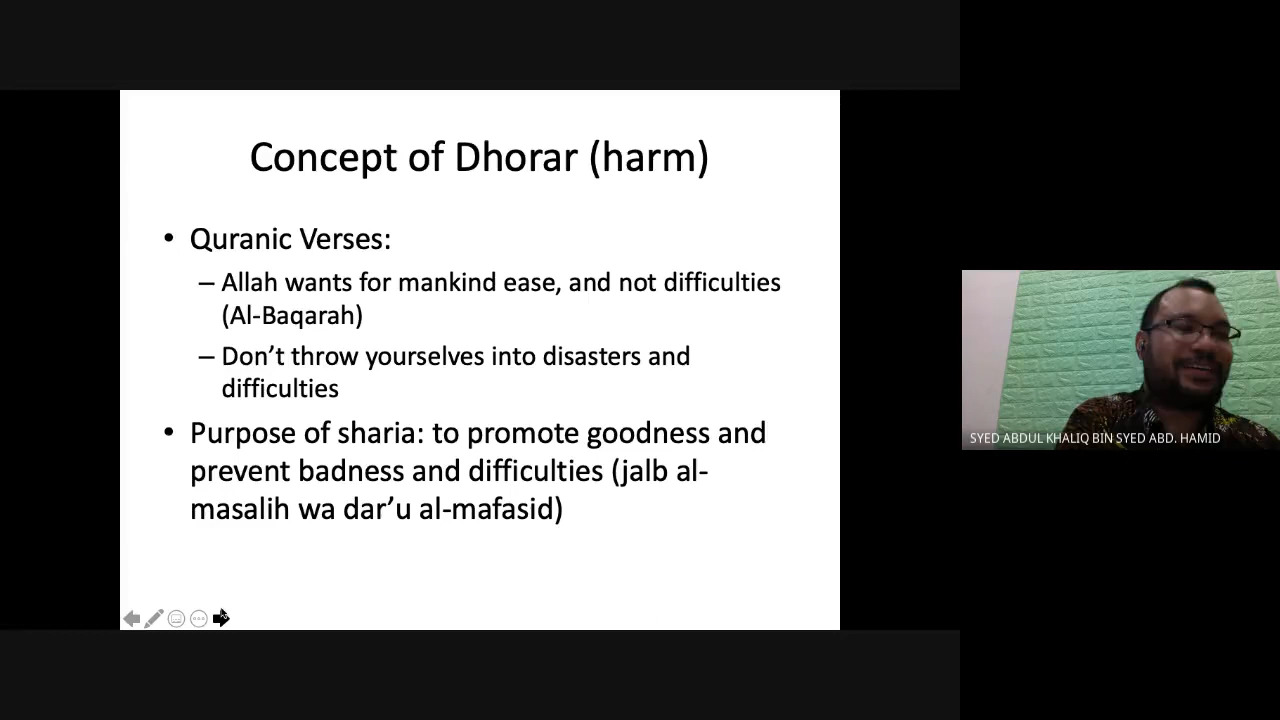 Concept of Dhorar (harm)
• Quranic Verses:
– Allah wants for mankind ease, and not difficulties
(Al-Baqarah)
– Don’t throw yourselves into disasters and
difficulties
• Purpose of sharia: to promote goodness and
prevent badness and difficulties (jalb al-
masalih wa dar’u al-mafasid)
SYED ABDUL KHALIQ BIN SYED ABD. HAMID